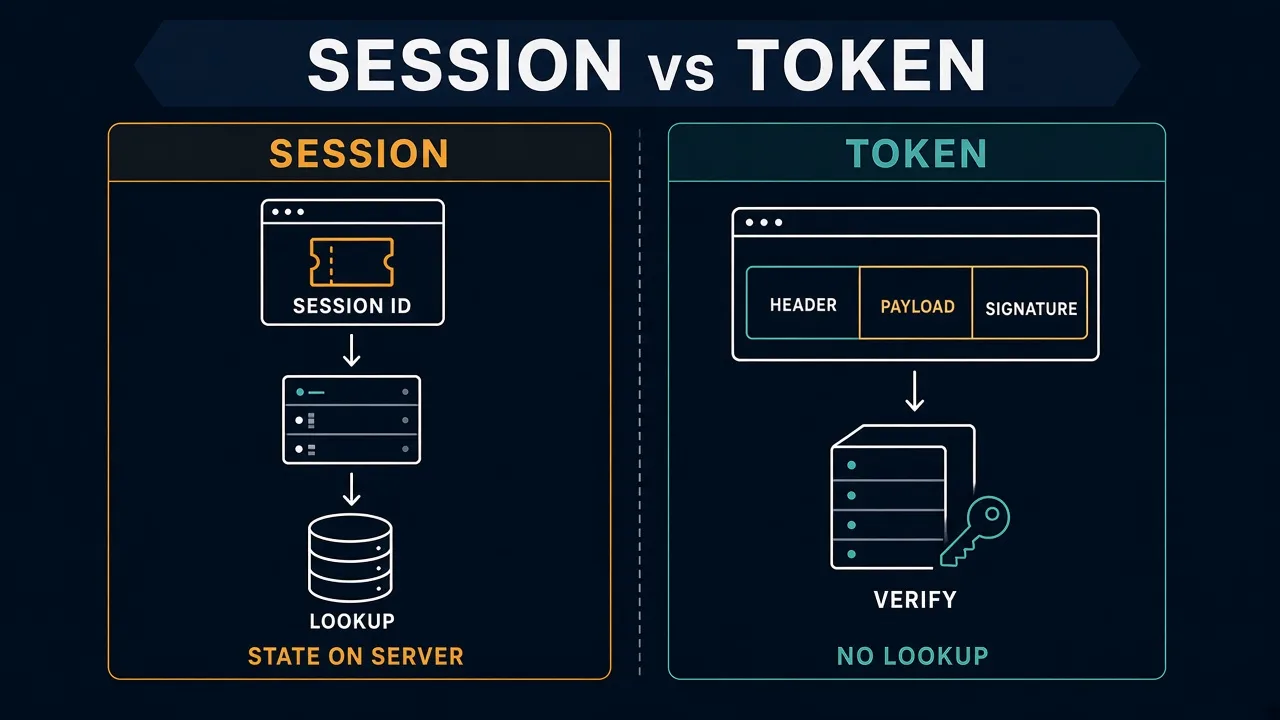 SESSION vs TOKEN
SESSION
SESSION ID
LOOKUP
STATE ON SERVER
TOKEN
HEADER
PAYLOAD
SIGNATURE
VERIFY
NO LOOKUP